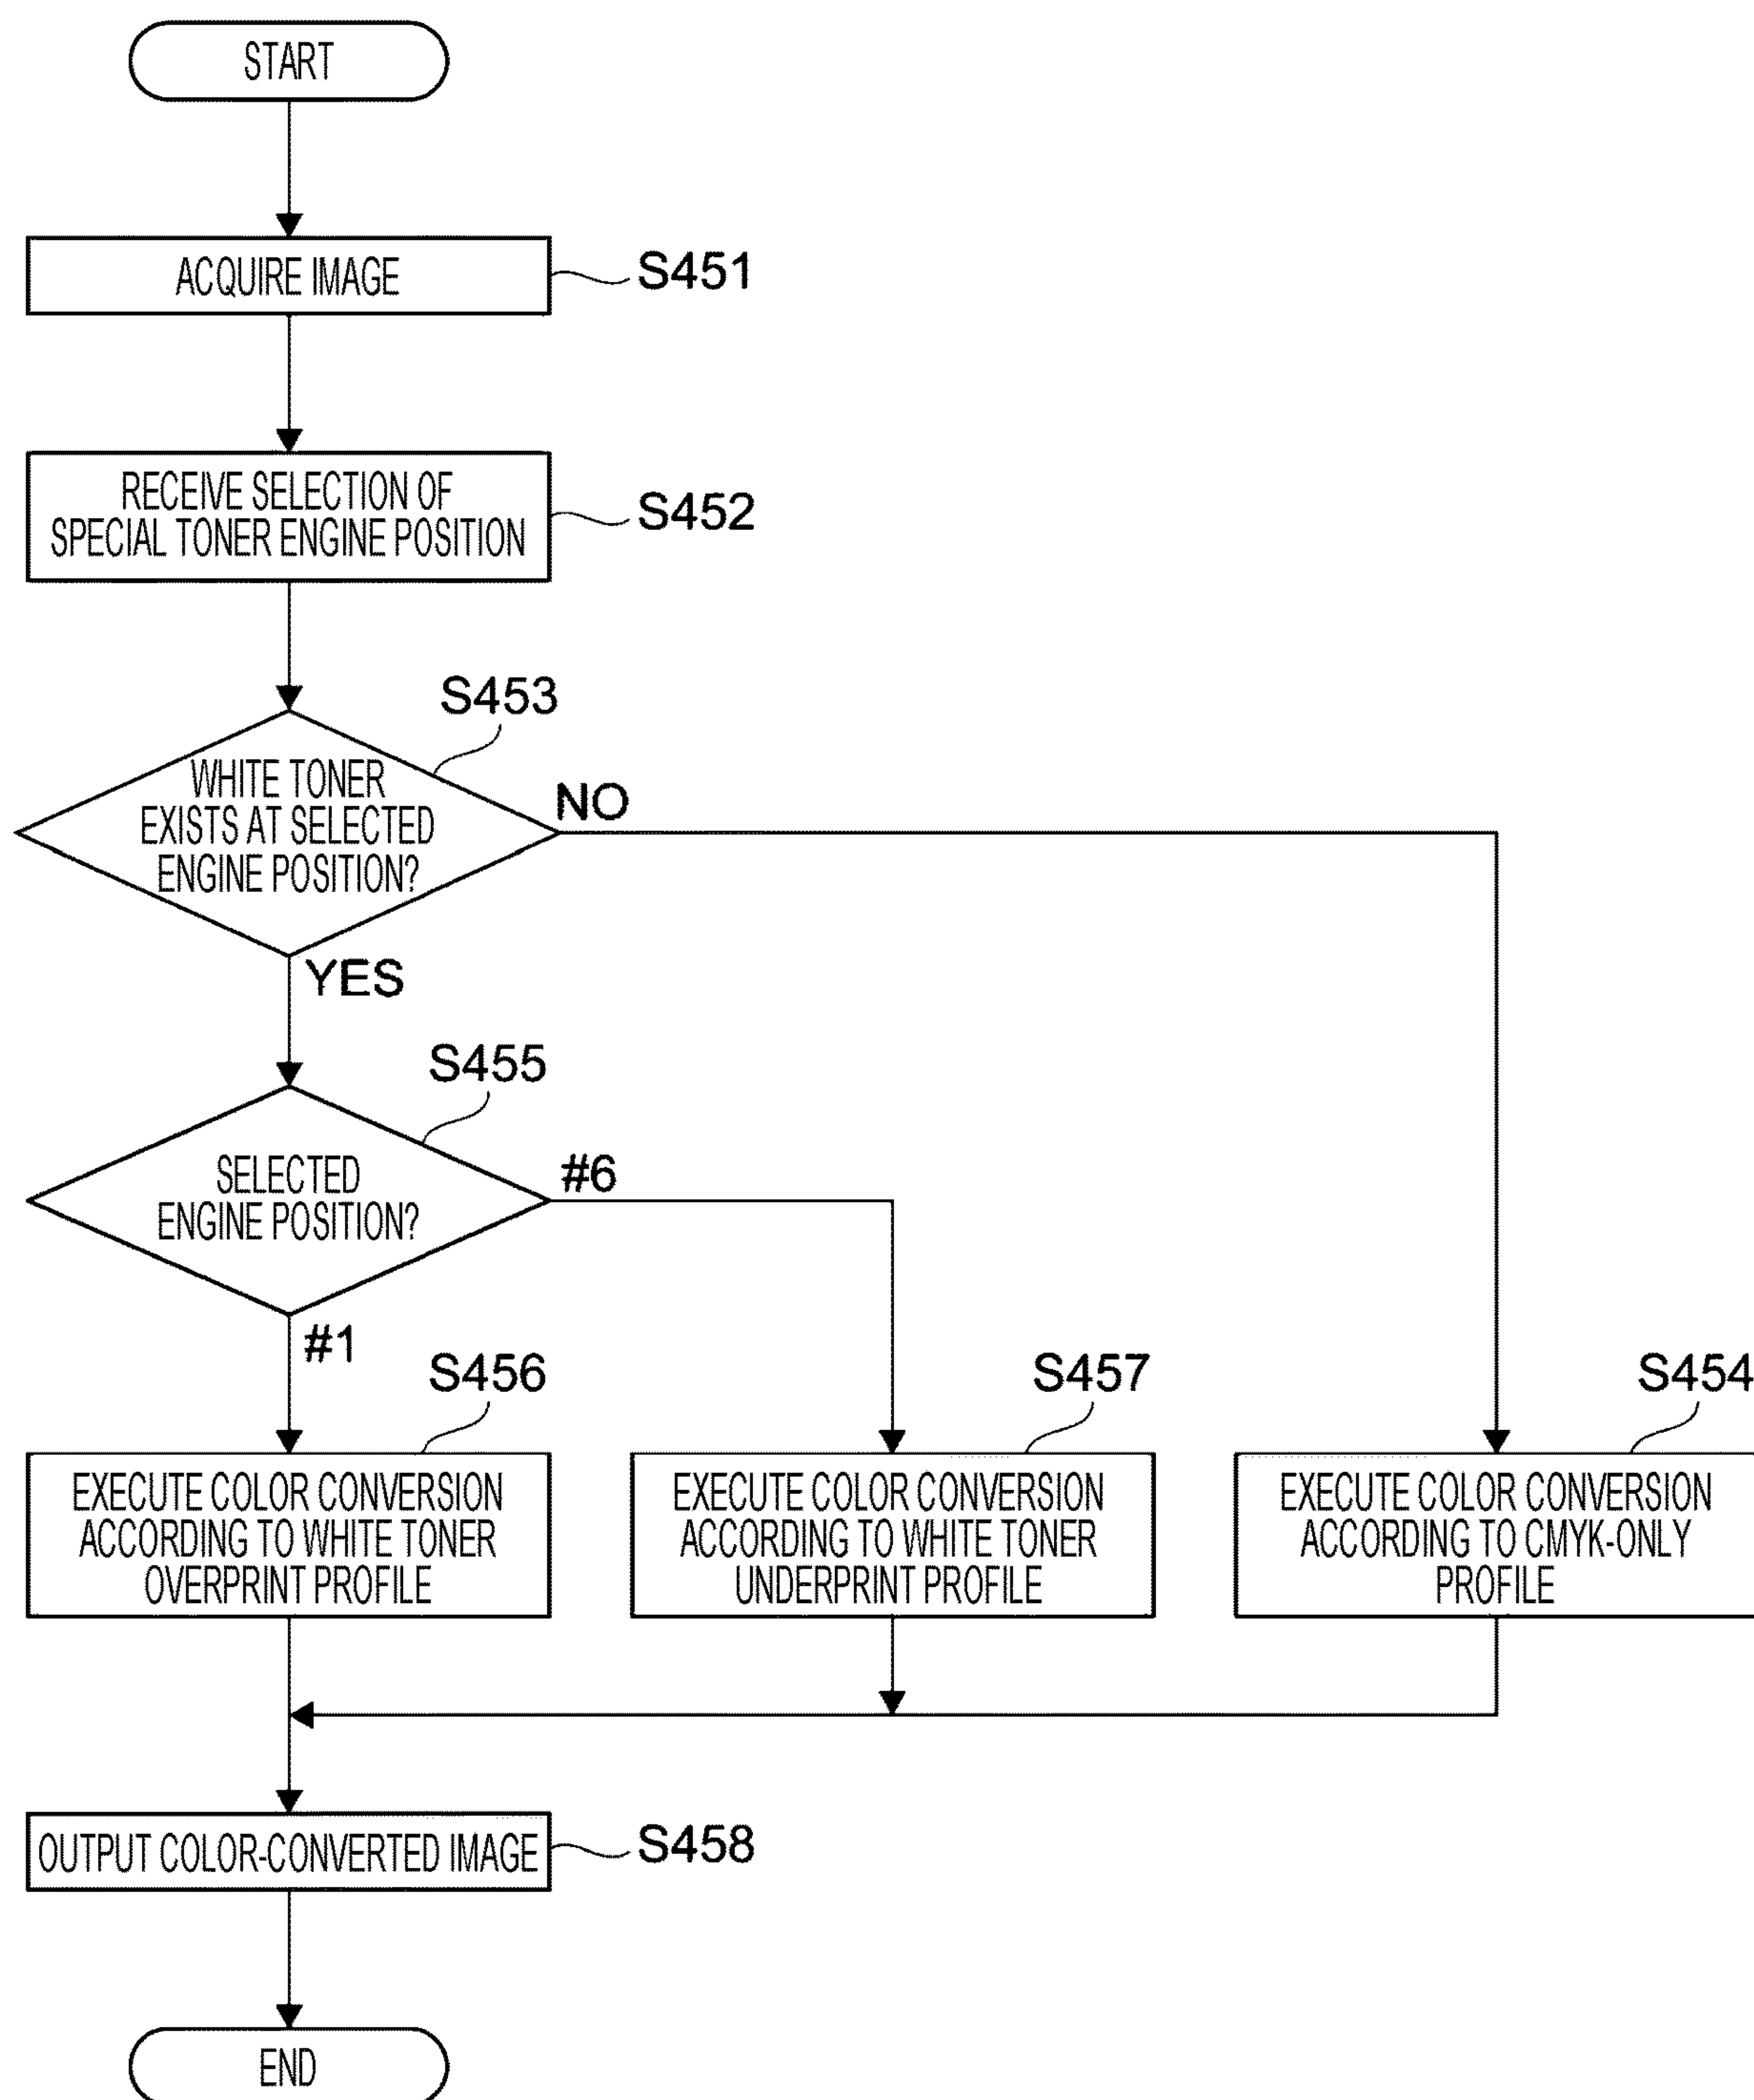 START
ACQUIRE IMAGE
S451
RECEIVE SELECTION OF
SPECIAL TONER ENGINE POSITION
S452
S453
WHITE TONER
EXISTS AT SELECTED
ENGINE POSITION?
NO
YES
S455
SELECTED
ENGINE POSITION?
#6
#1
S456
EXECUTE COLOR CONVERSION
ACCORDING TO WHITE TONER
OVERPRINT PROFILE
S457
EXECUTE COLOR CONVERSION
ACCORDING TO WHITE TONER
UNDERPRINT PROFILE
S454
EXECUTE COLOR CONVERSION
ACCORDING TO CMYK-ONLY
PROFILE
OUTPUT COLOR-CONVERTED IMAGE
S458
END